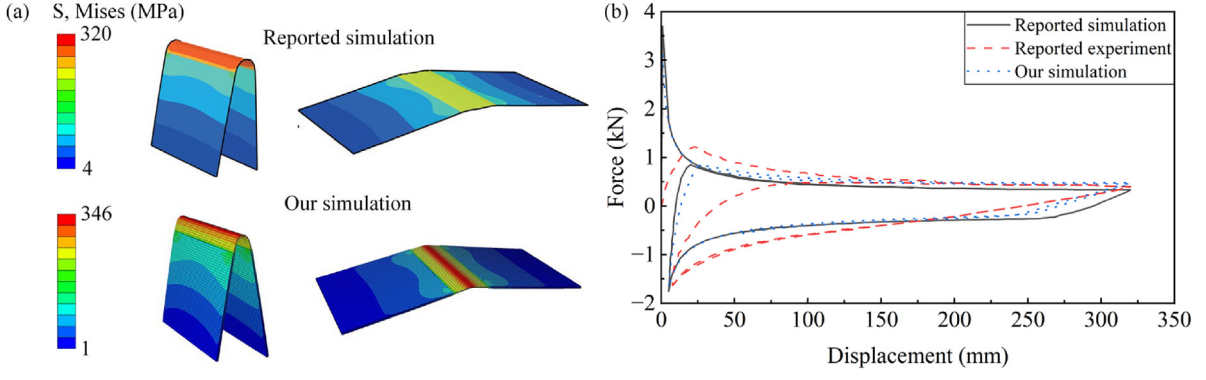 (a)
S, Mises (MPa)
320
4
Reported simulation
346
1
Our simulation
(b)
Force (kN)
4
3
2
1
0
−1
−2
Reported simulation
Reported experiment
Our simulation
0 50 100 150 200 250 300 350
Displacement (mm)